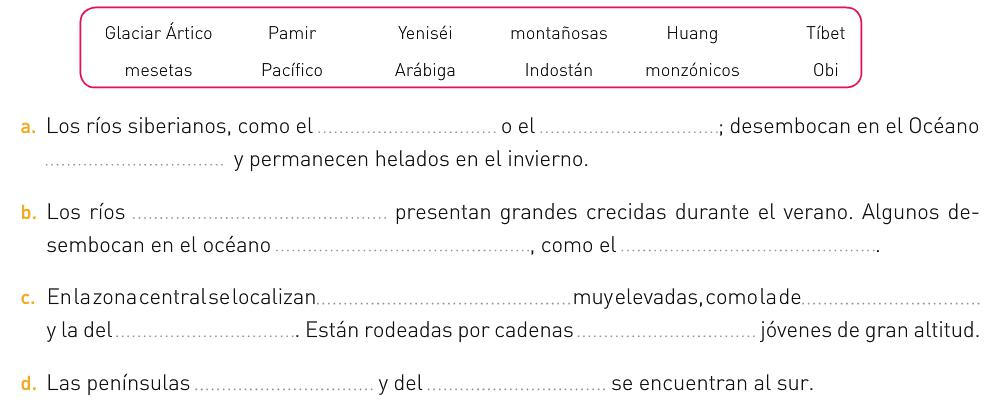 Glaciar Ártico Pamir Yeniséi montañosas Huang Tíbet
mesetas Pacífico Arábiga Indostán monzónicos Obi
a. Los ríos siberianos, como el ........................ o el ........................; desembocan en el Océano
........................ y permanecen helados en el invierno.
b. Los ríos ........................ presentan grandes crecidas durante el verano. Algunos de-
sembocan en el océano ........................, como el .........................
c. En la zona central se localizan ........................ muy elevadas, como la de ........................
y la del ......................... Están rodeadas por cadenas ........................ jóvenes de gran altitud.
d. Las penínsulas ........................ y del ........................ se encuentran al sur.